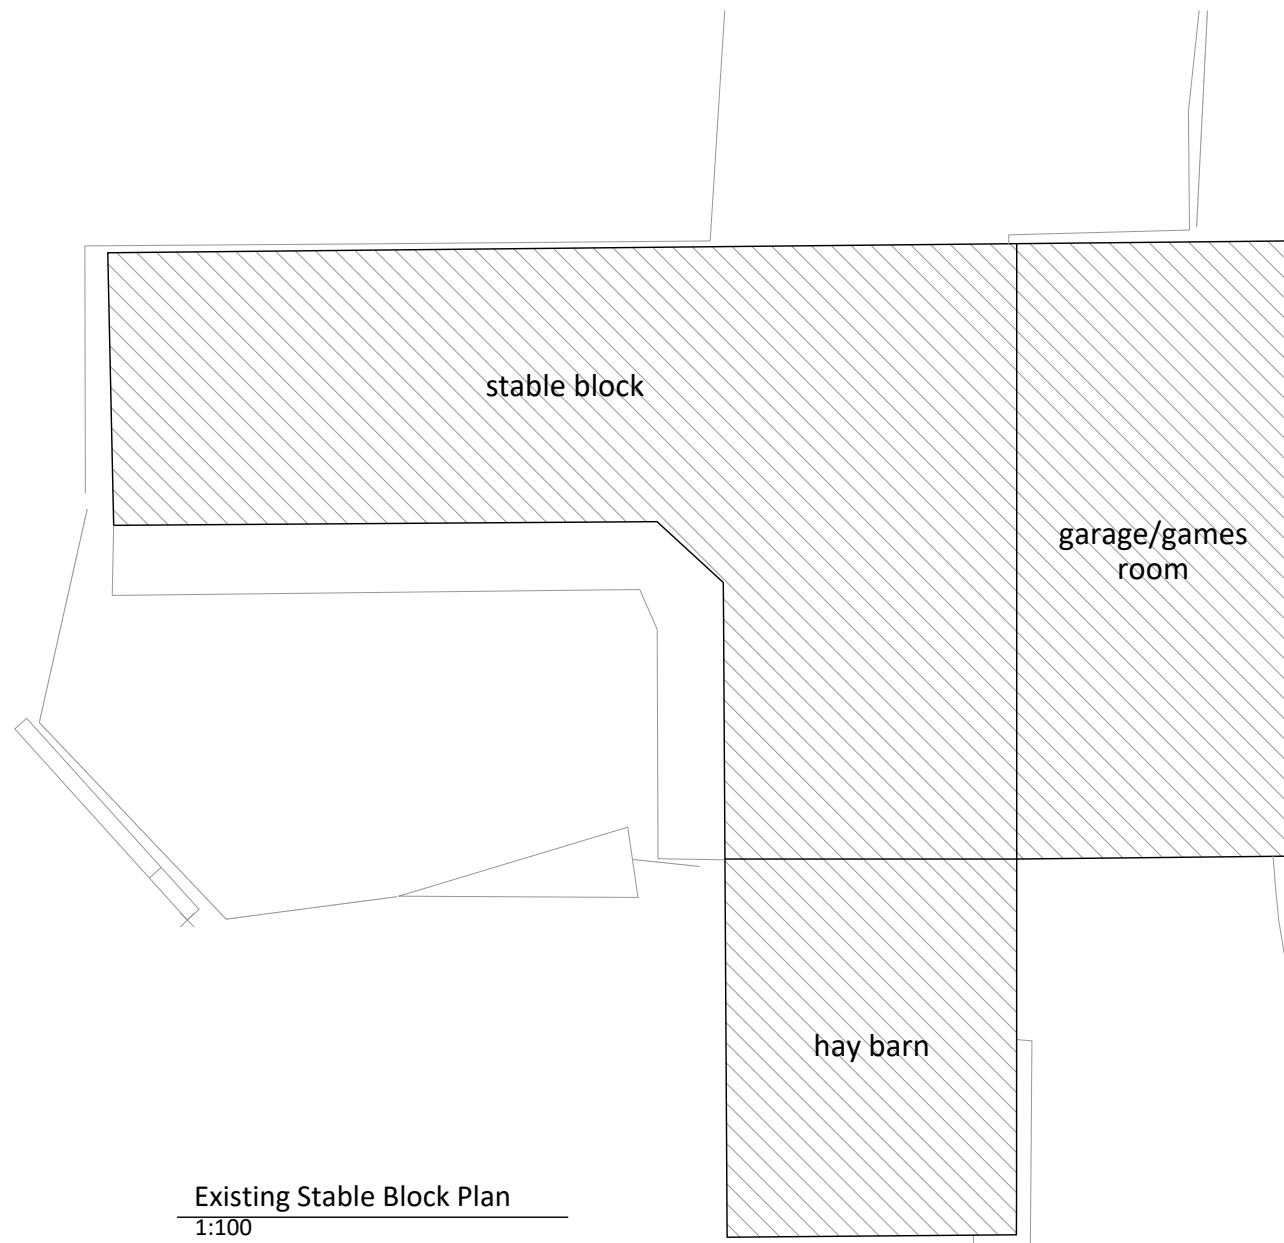 stable block
garage/games
room
hay barn
Existing Stable Block Plan
1:100